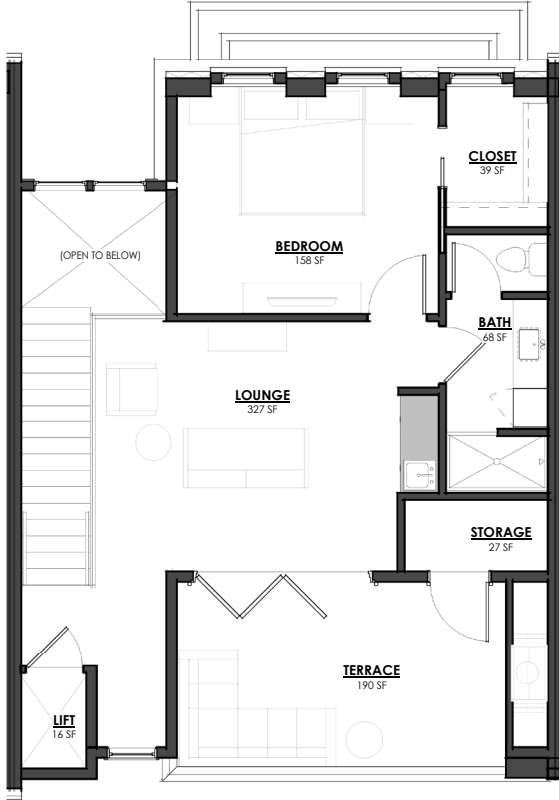 CLOSET
39 SF
(OPEN TO BELOW)
BEDROOM
158 SF
BATH
68 SF
LOUNGE
327 SF
STORAGE
27 SF
TERRACE
190 SF
LIFT
16 SF